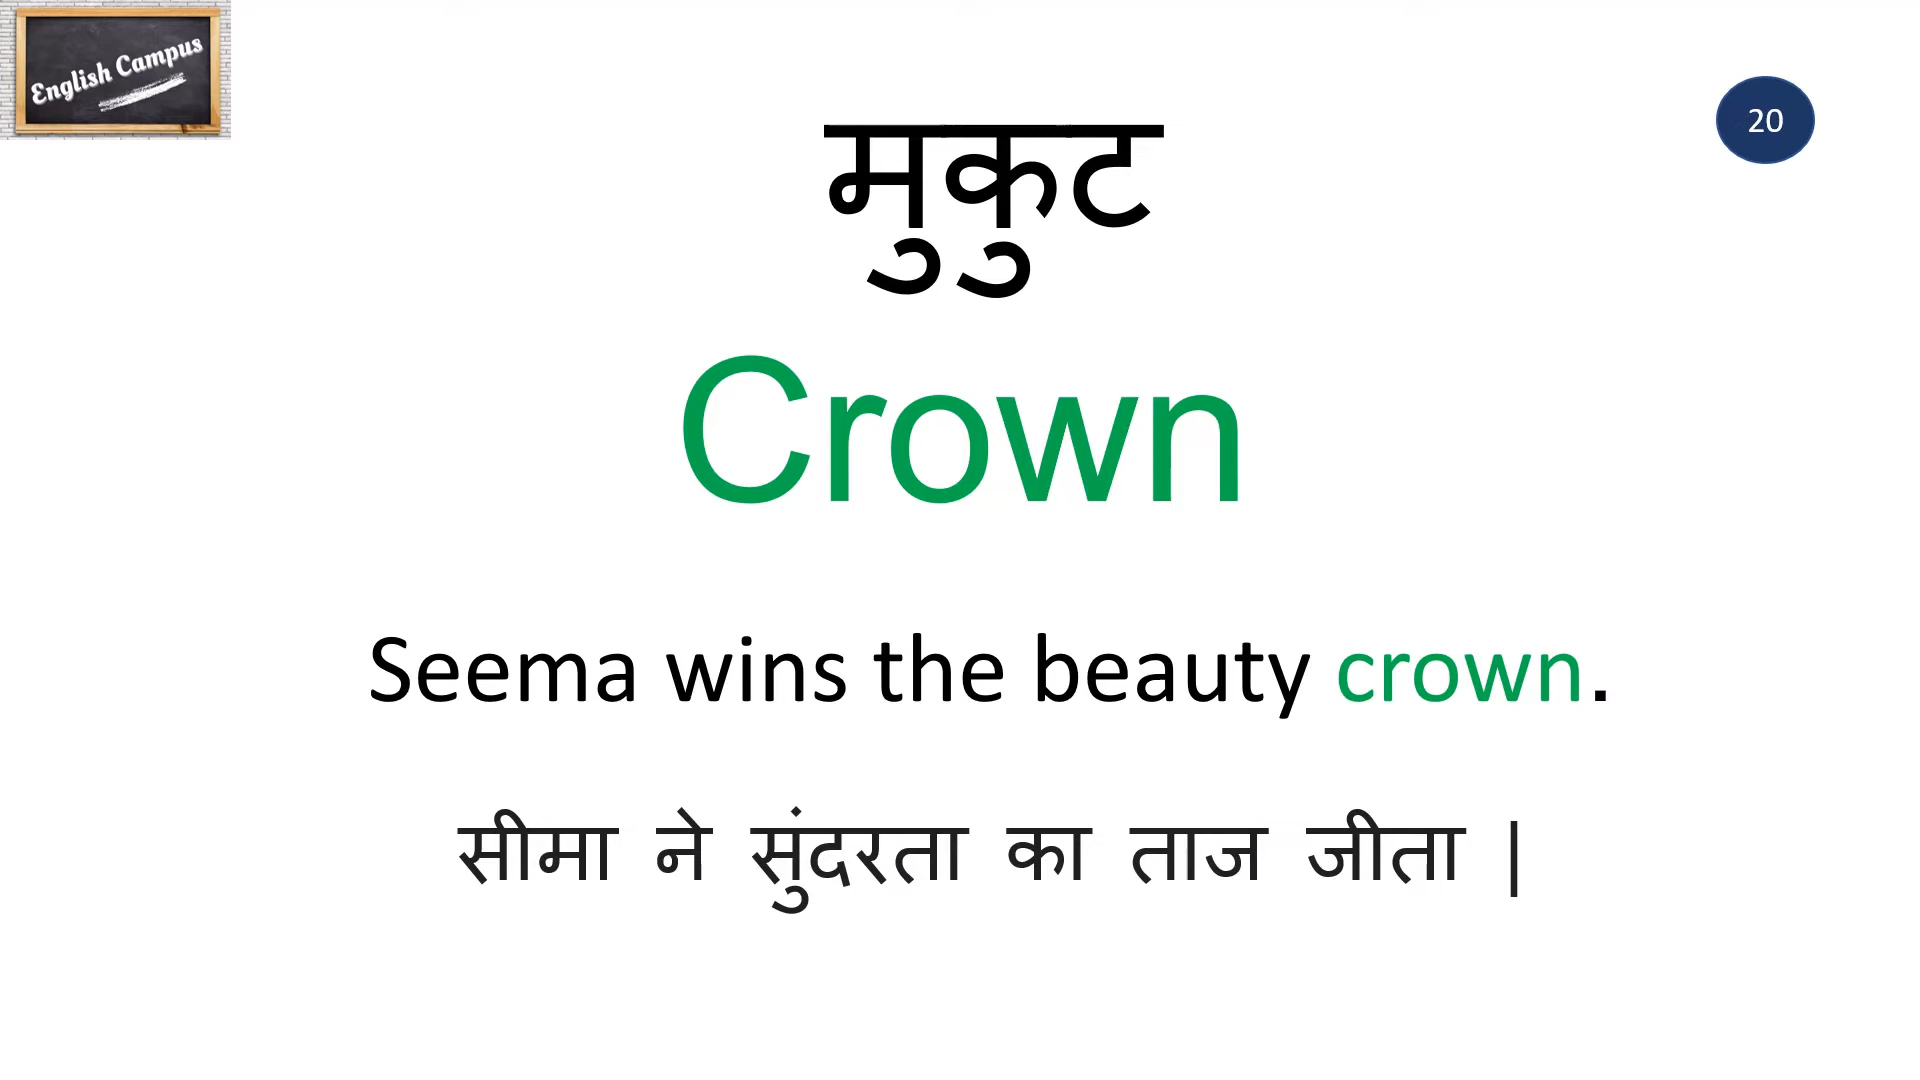 English Campus
20
मुकुट
Crown
Seema wins the beauty crown.
सीमा ने सुंदरता का ताज जीता |